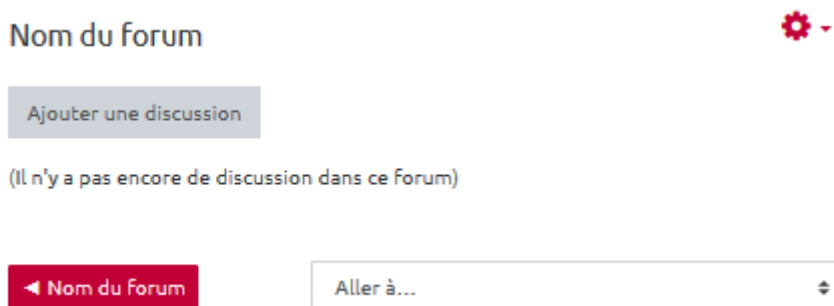 Nom du forum
Ajouter une discussion
(Il n'y a pas encore de discussion dans ce forum)
◄ Nom du forum
Aller à...